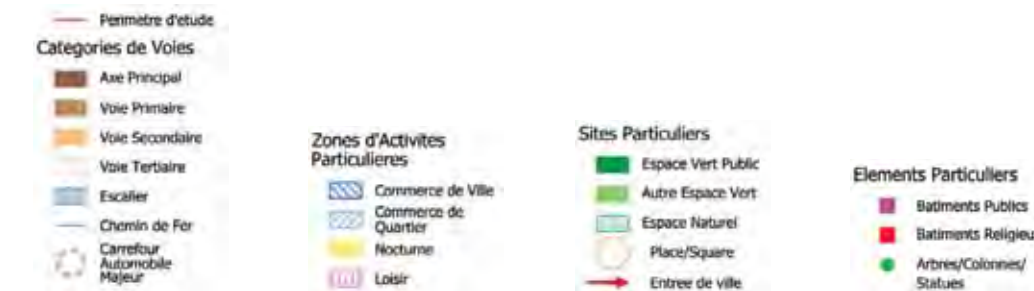 Perimetre d'etude
Categories de Voies
Axe Principal
Voie Primaire
Voie Secondaire
Voie Tertiaire
Escalier
Chemin de Fer
Carrefour
Automobile
Majeur
Zones d'Activites
Particulieres
Commerce de Ville
Commerce de
Quartier
Nocturne
Loisir
Sites Particuliers
Espace Vert Public
Autre Espace Vert
Espace Naturel
Place/Square
Entree de ville
Elements Particuliers
Batiments Publics
Batiments Religieu
Arbres/Colonnes/
Statues